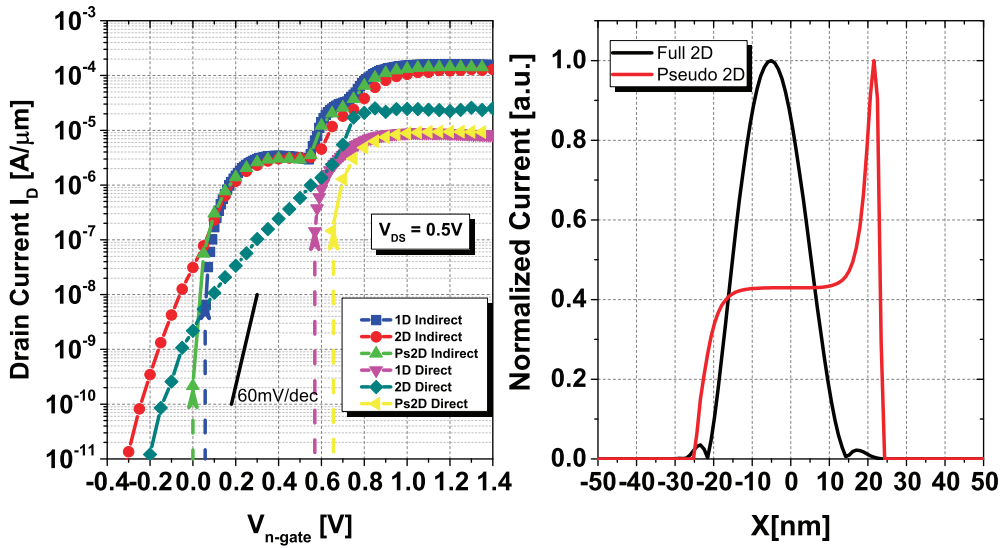 Drain Current I_D [A/μm]
10⁻³
10⁻⁴
10⁻⁵
10⁻⁶
10⁻⁷
10⁻⁸
10⁻⁹
10⁻¹⁰
10⁻¹¹
V_DS = 0.5V
1D Indirect
2D Indirect
Ps2D Indirect
1D Direct
2D Direct
Ps2D Direct
60mV/dec
-0.4 -0.2 0.0 0.2 0.4 0.6 0.8 1.0 1.2 1.4
V_n-gate [V]
Normalized Current [a.u.]
Full 2D
Pseudo 2D
1.0
0.8
0.6
0.4
0.2
0.0
-50 -40 -30 -20 -10 0 10 20 30 40 50
X[nm]